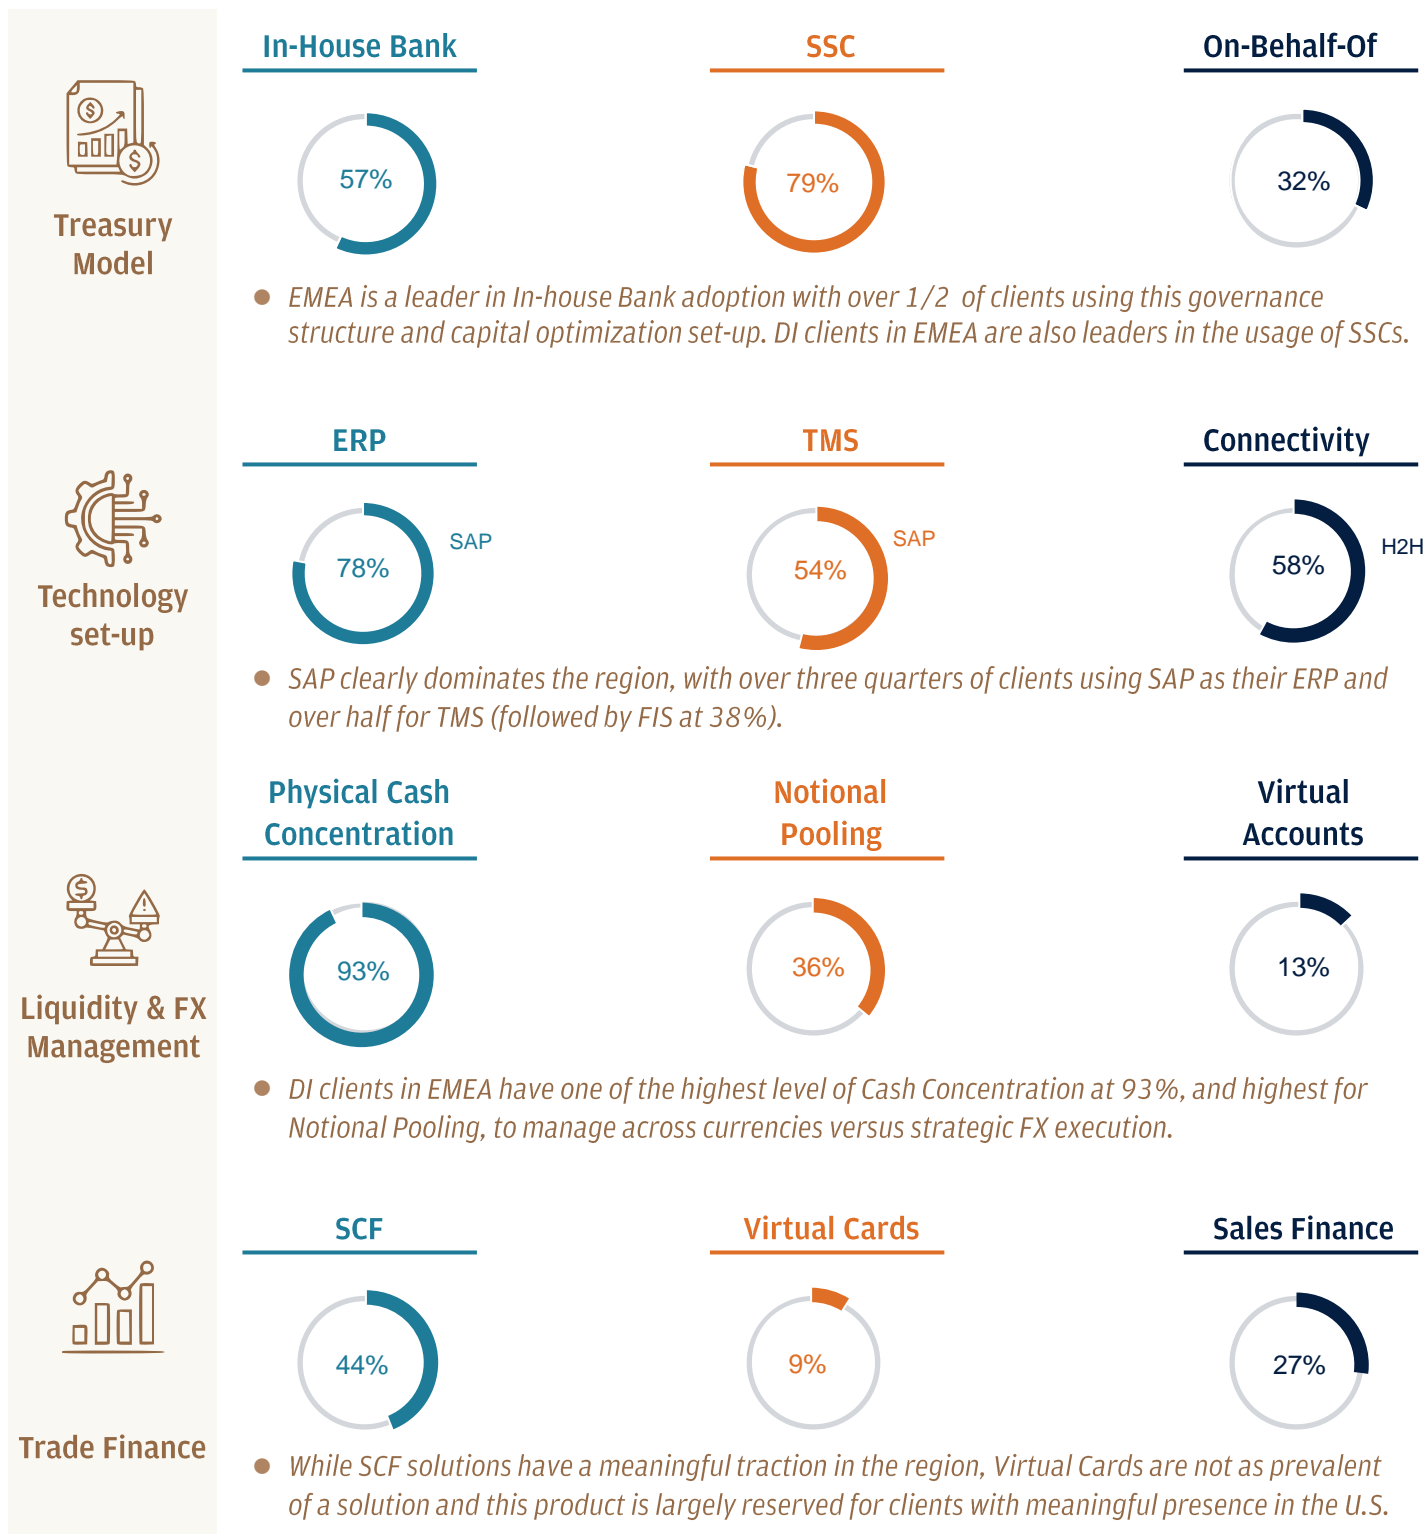 In-House Bank
SSC
On-Behalf-Of
57%
79%
32%
Treasury
Model
EMEA is a leader in In-house Bank adoption with over 1/2 of clients using this governance
structure and capital optimization set-up. DI clients in EMEA are also leaders in the usage of SSCs.
ERP
TMS
Connectivity
78%
SAP
54%
SAP
58%
H2H
Technology
set-up
SAP clearly dominates the region, with over three quarters of clients using SAP as their ERP and
over half for TMS (followed by FIS at 38%).
Physical Cash
Concentration
Notional
Pooling
Virtual
Accounts
93%
36%
13%
Liquidity & FX
Management
DI clients in EMEA have one of the highest level of Cash Concentration at 93%, and highest for
Notional Pooling, to manage across currencies versus strategic FX execution.
SCF
Virtual Cards
Sales Finance
44%
9%
27%
Trade Finance
While SCF solutions have a meaningful traction in the region, Virtual Cards are not as prevalent
of a solution and this product is largely reserved for clients with meaningful presence in the U.S.